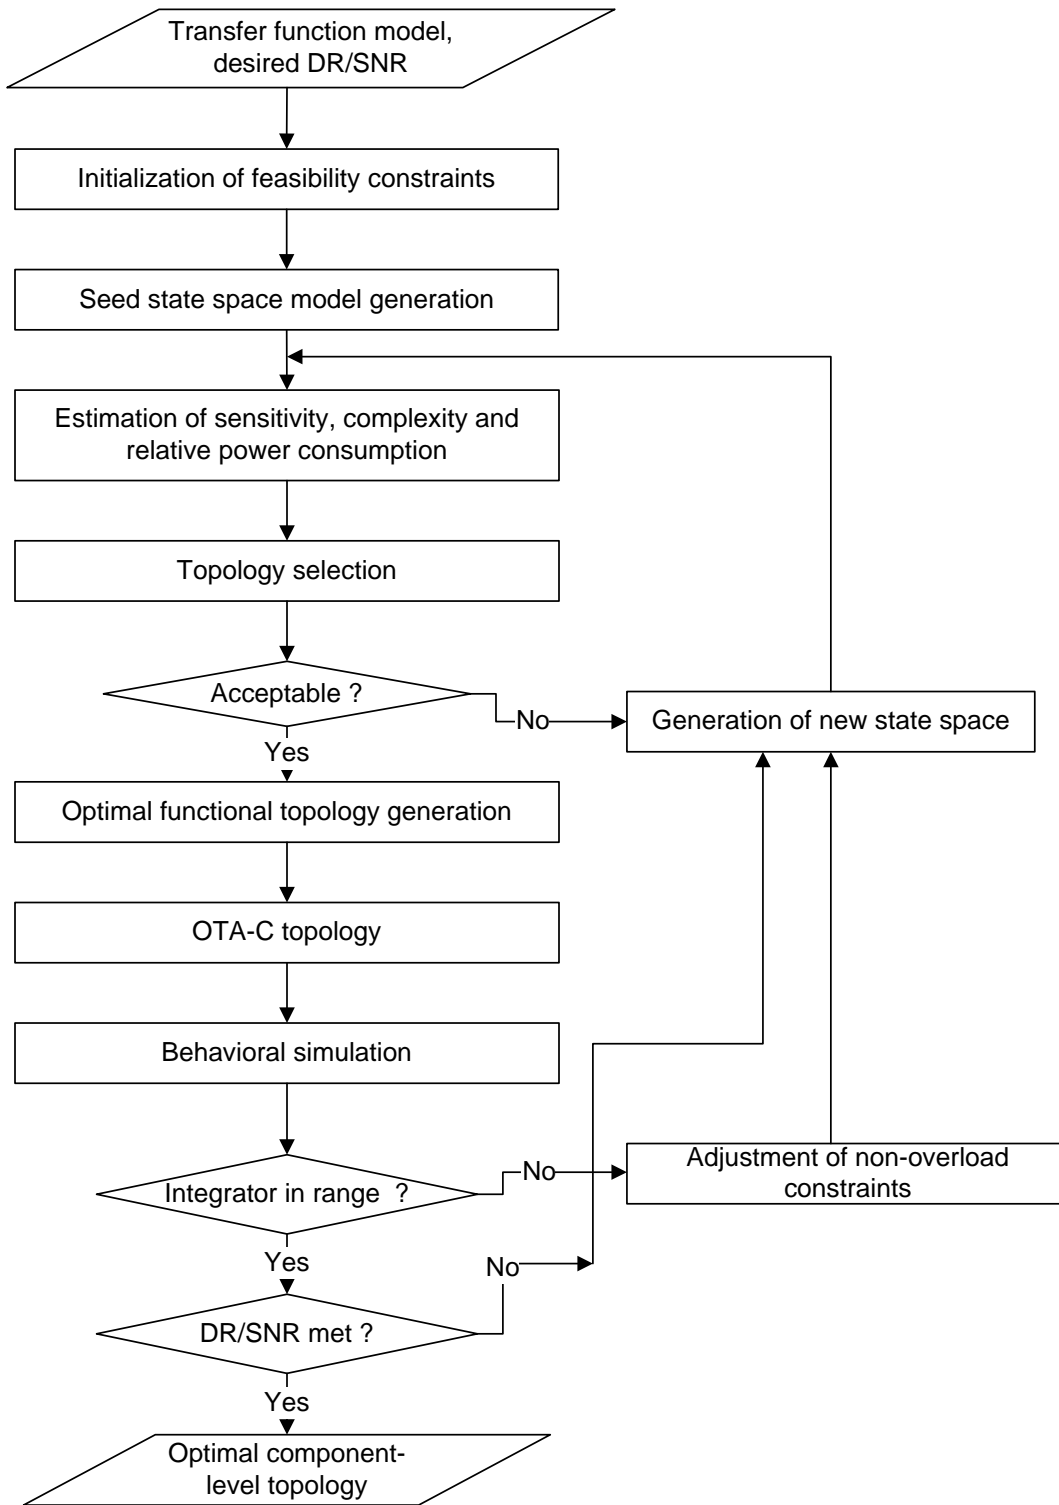 Transfer function model,
desired DR/SNR
Initialization of feasibility constraints
Seed state space model generation
Estimation of sensitivity, complexity and
relative power consumption
Topology selection
Acceptable ?
No
Generation of new state space
Yes
Optimal functional topology generation
OTA-C topology
Behavioral simulation
Integrator in range ?
No
Adjustment of non-overload
constraints
Yes
No
DR/SNR met ?
Yes
Optimal component-
level topology